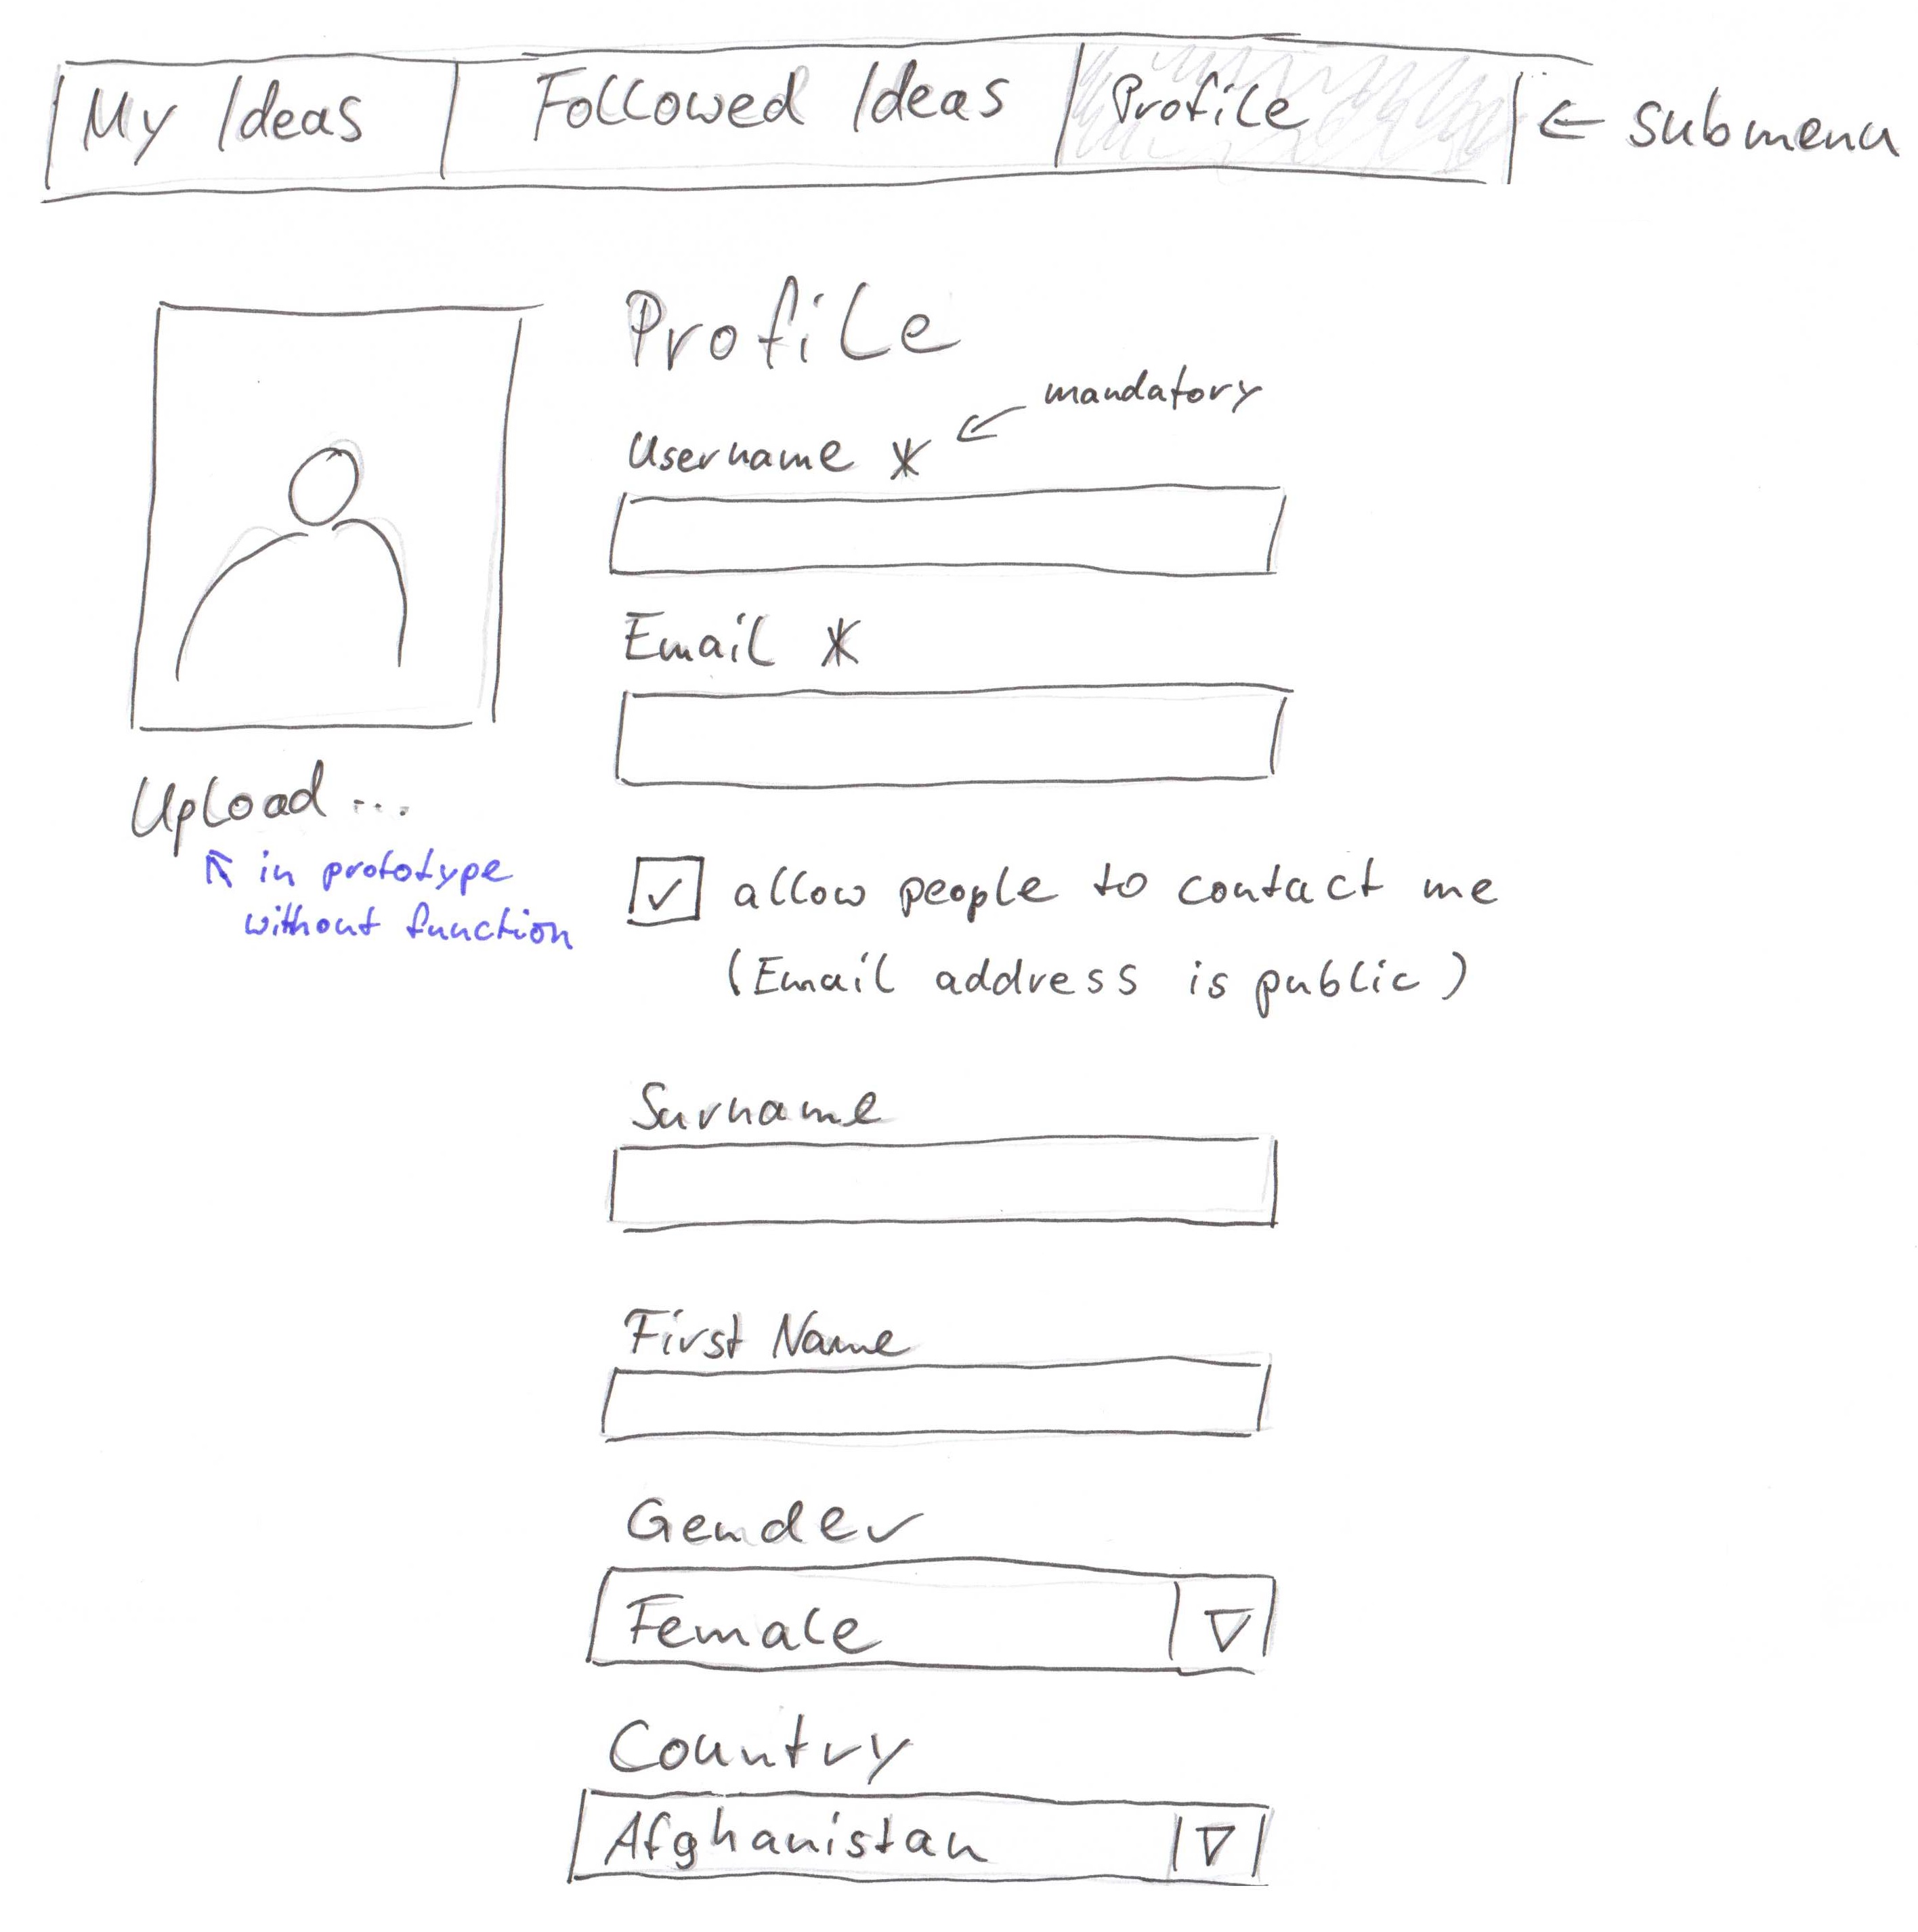 My Ideas
Followed Ideas
Profile
← submenu
Profile
mandatory
Username *
Email *
Upload ...
in prototype
without function
allow people to contact me
(Email address is public)
Surname
First Name
Gender
Female
Country
Afghanistan